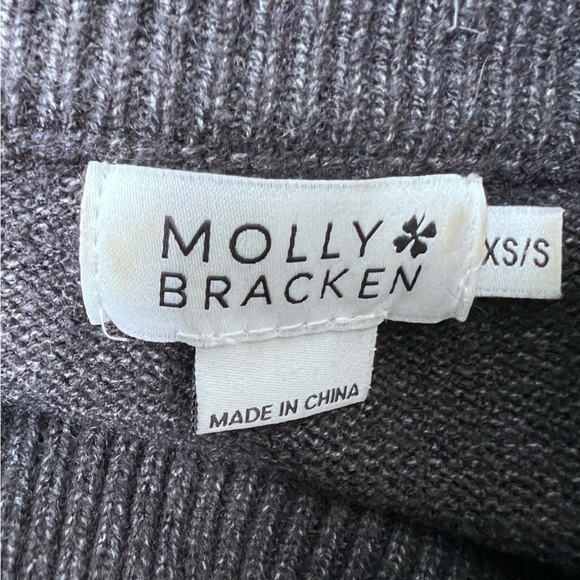 MOLLY
BRACKEN
XS/S
MADE IN CHINA